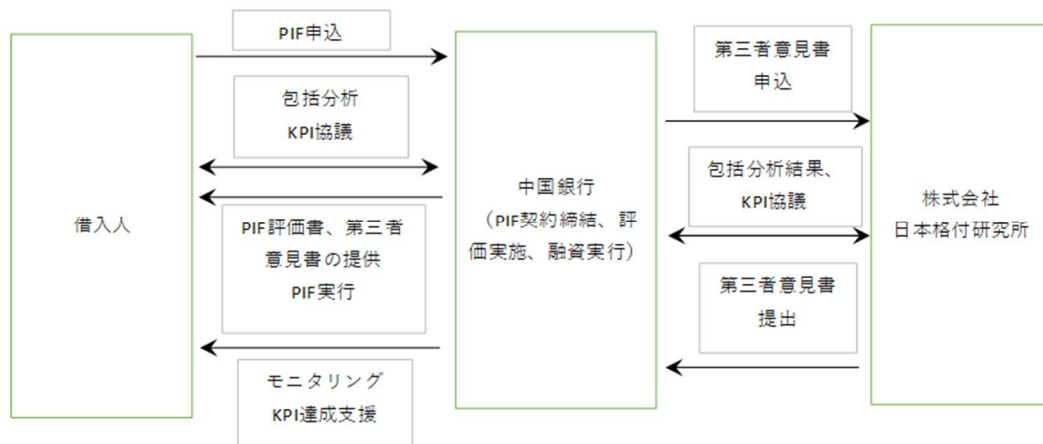 借入人
PIF申込
包括分析
KPI協議
PIF評価書、第三者
意見書の提供
PIF実行
モニタリング
KPI達成支援
中国銀行
（PIF契約締結、評
価実施、融資実行）
第三者意見書
申込
包括分析結果、
KPI協議
第三者意見書
提出
株式会社
日本格付研究所